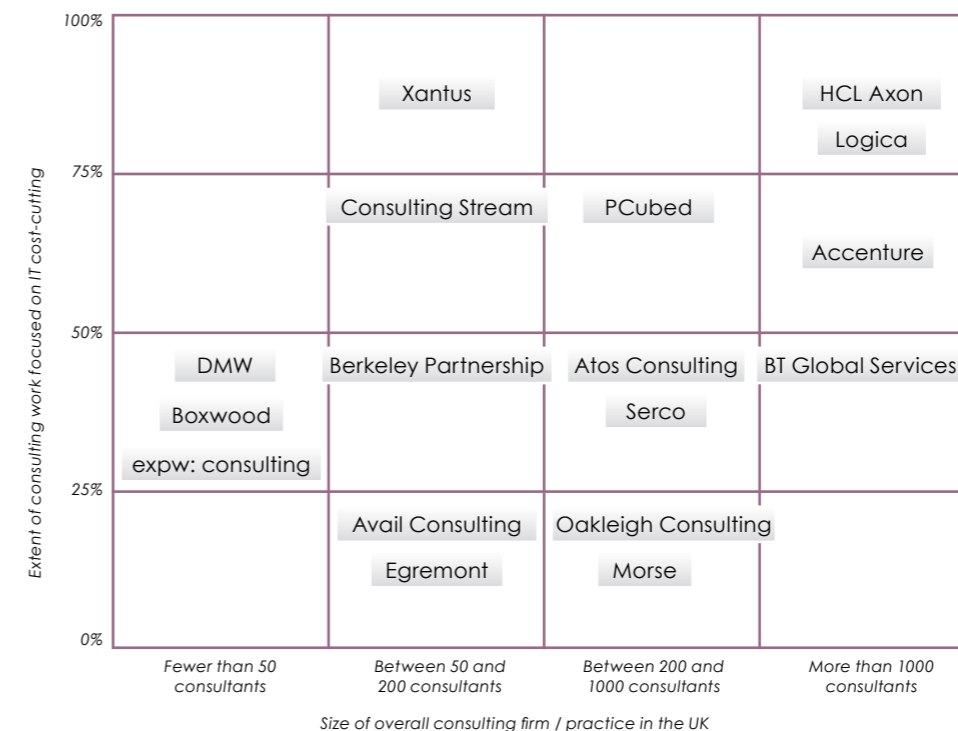 100%
Xantus
HCL Axon
Logica
75%
Consulting Stream
PCubed
Accenture
Extent of consulting work focused on IT cost-cutting
50%
DMW
Berkeley Partnership
Atos Consulting
BT Global Services
Boxwood
Serco
expw: consulting
25%
Avail Consulting
Oakleigh Consulting
Egremont
Morse
0%
Fewer than 50
consultants
Between 50 and
200 consultants
Between 200 and
1000 consultants
More than 1000
consultants
Size of overall consulting firm / practice in the UK